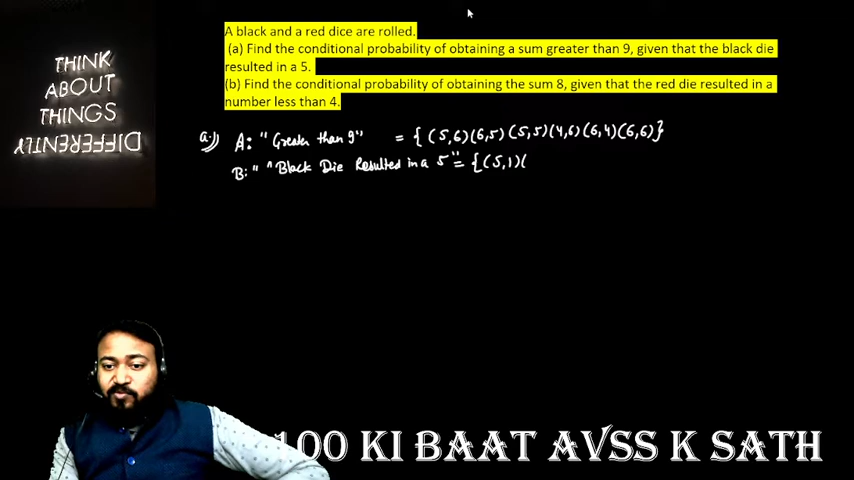 THINK
ABOUT
THINGS
DIFFERENTLY
A black and a red dice are rolled.
(a) Find the conditional probability of obtaining a sum greater than 9, given that the black die
resulted in a 5.
(b) Find the conditional probability of obtaining the sum 8, given that the red die resulted in a
number less than 4.
a.) A: "Greater than 9" = { (5,6)(6,5)(5,5)(4,6)(6,4)(6,6)}
B: " "Black Die Resulted in a 5" = {(5,1)(
100 KI BAAT AVSS K SATH